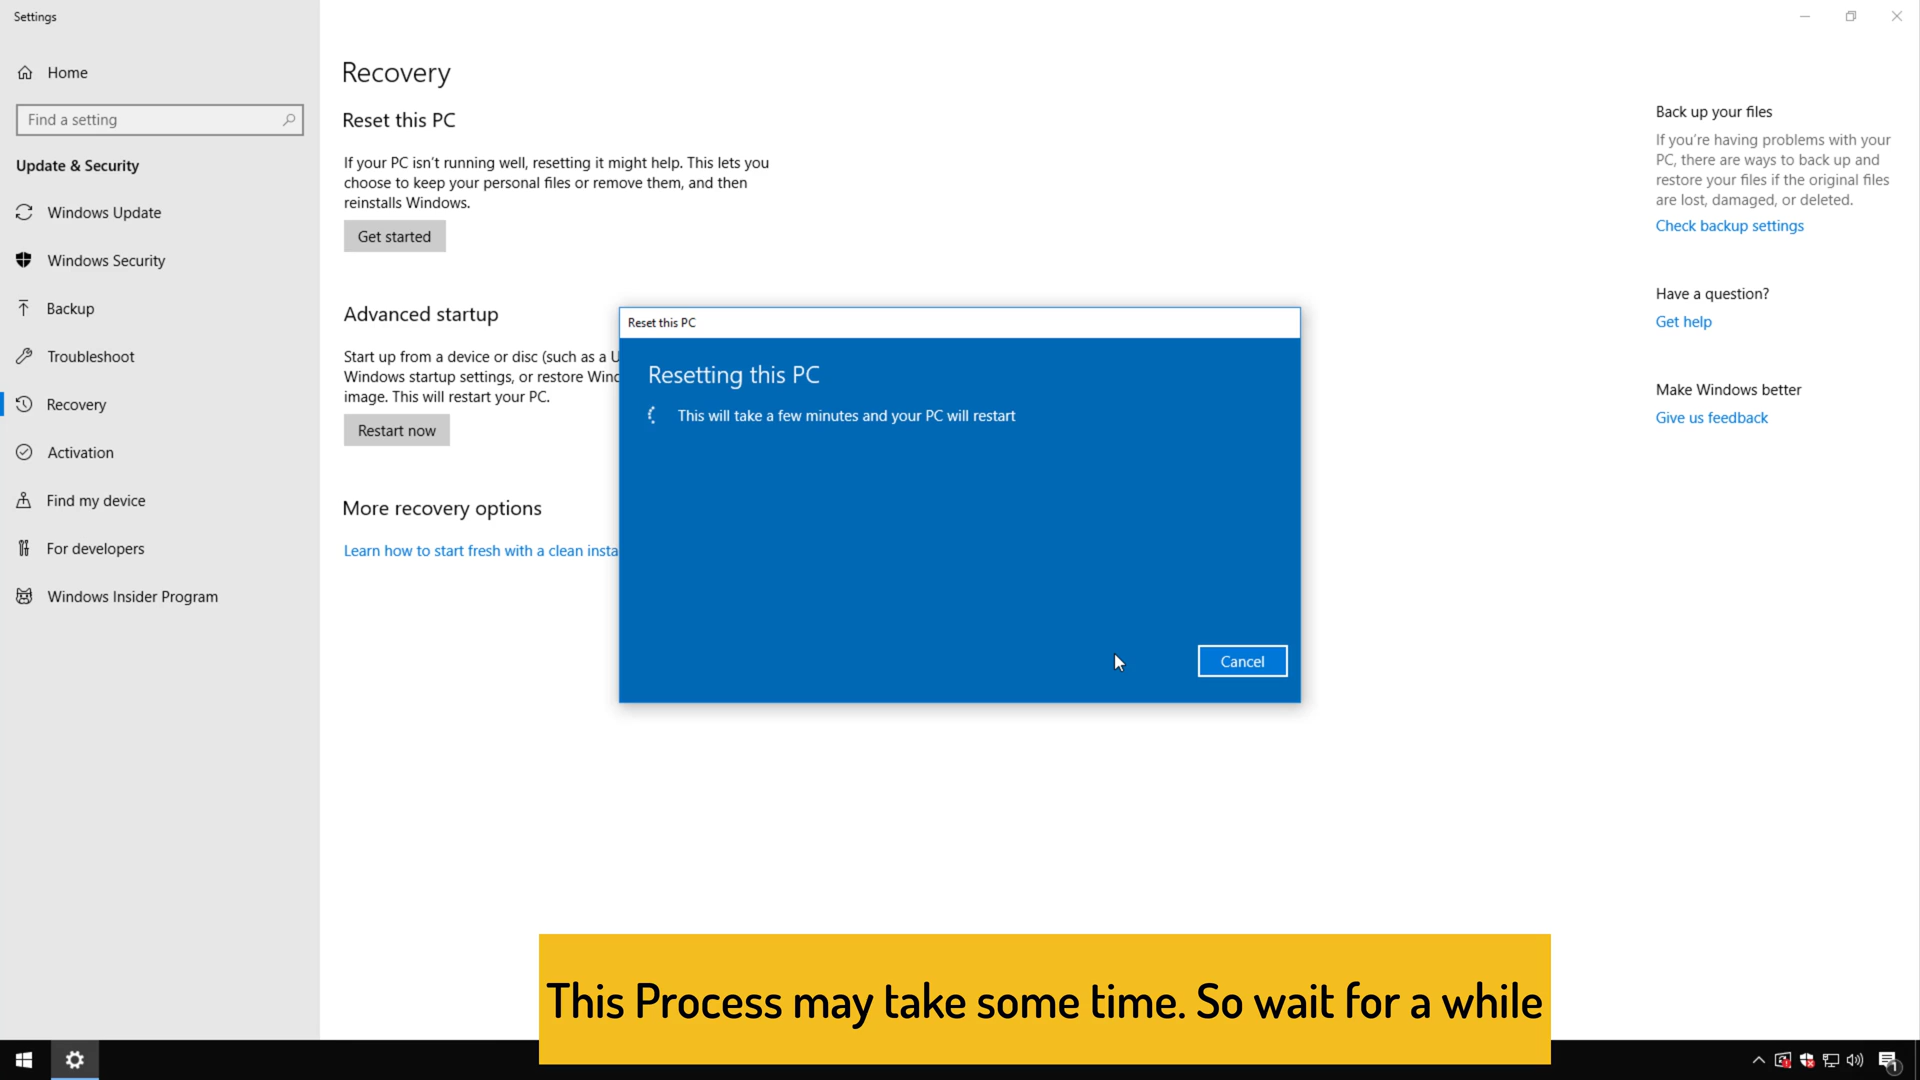 Settings
Home
Find a setting
Update & Security
Windows Update
Windows Security
Backup
Troubleshoot
Recovery
Activation
Find my device
For developers
Windows Insider Program
Recovery
Reset this PC
If your PC isn't running well, resetting it might help. This lets you
choose to keep your personal files or remove them, and then
reinstalls Windows.
Get started
Advanced startup
Start up from a device or disc (such as a U
Windows startup settings, or restore Winc
image. This will restart your PC.
Restart now
More recovery options
Learn how to start fresh with a clean insta
Reset this PC
Resetting this PC
This will take a few minutes and your PC will restart
Cancel
Back up your files
If you're having problems with your
PC, there are ways to back up and
restore your files if the original files
are lost, damaged, or deleted.
Check backup settings
Have a question?
Get help
Make Windows better
Give us feedback
This Process may take some time. So wait for a while
1